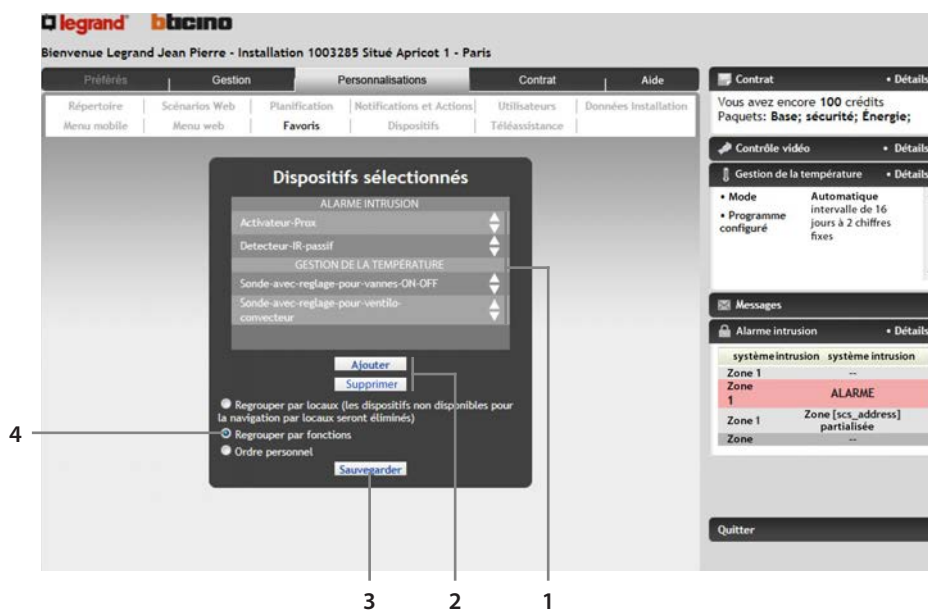 legrand® bticino
Bienvenue Legrand Jean Pierre - Installation 1003285 Situé Apricot 1 - Paris
Préférés Gestion Personnalisations Contrat Aide
Répertoire Scénarios Web Planification Notifications et Actions Utilisateurs Données Installation
Menu mobile Menu web Favoris Dispositifs Téléassistance
Dispositifs sélectionnés
ALARME INTRUSION
Activateur-Prox
Detecteur-IR-passif
GESTION DE LA TEMPÉRATURE
Sonde-avec-reglage-pour-vannes-ON-OFF
Sonde-avec-reglage-pour-ventilo-
convecteur
Ajouter
Supprimer
Regrouper par locaux (les dispositifs non disponibles pour
la navigation par locaux seront éliminés)
Regrouper par fonctions
Ordre personnel
Sauvegarder
Contrat • Détails
Vous avez encore 100 crédits
Paquets: Base; sécurité; Énergie;
Contrôle vidéo • Détails
Gestion de la température • Détails
• Mode Automatique
intervalle de 16
• Programme jours à 2 chiffres
configuré fixes
Messages
Alarme intrusion • Détails
système intrusion système intrusion
Zone 1 --
Zone
1 ALARME
Zone 1 Zone [scs_address]
partialisée
Zone --
Quitter
4
3 2 1